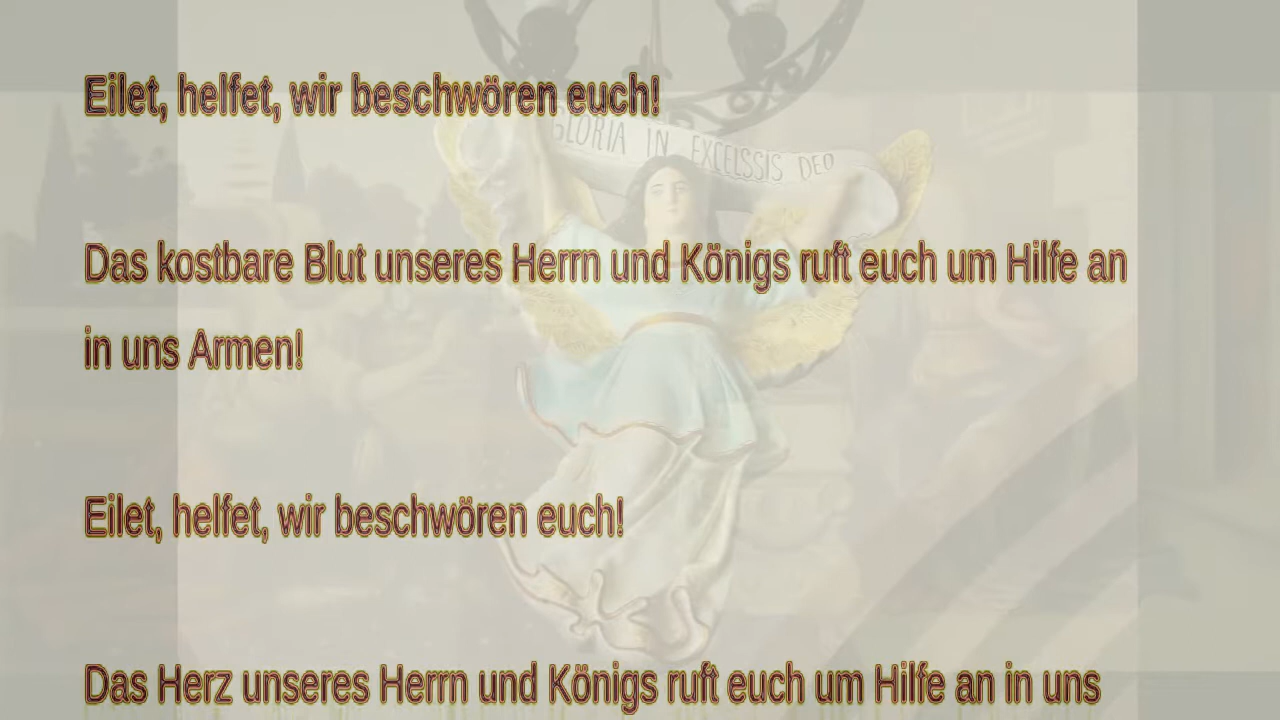 Eilet, helfet, wir beschwören euch!
GLORIA IN EXCELSSIS DEO
Das kostbare Blut unseres Herrn und Königs ruft euch um Hilfe an
in uns Armen!
Eilet, helfet, wir beschwören euch!
Das Herz unseres Herrn und Königs ruft euch um Hilfe an in uns